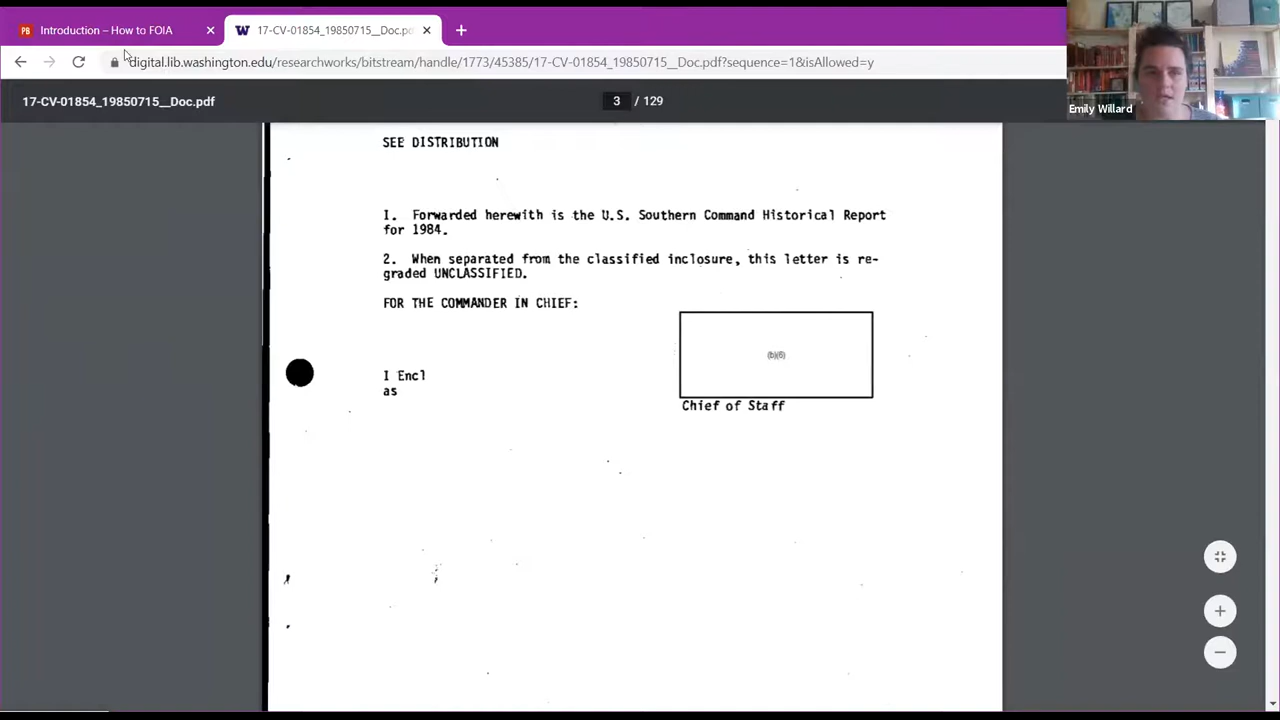 PB Introduction – How to FOIA
W 17-CV-01854_19850715__Doc.pdf
digital.lib.washington.edu/researchworks/bitstream/handle/1773/45385/17-CV-01854_19850715__Doc.pdf?sequence=1&isAllowed=y
17-CV-01854_19850715__Doc.pdf
3 / 129
Emily Willard
SEE DISTRIBUTION
I. Forwarded herewith is the U.S. Southern Command Historical Report
for 1984.
2. When separated from the classified inclosure, this letter is re-
graded UNCLASSIFIED.
FOR THE COMMANDER IN CHIEF:
(b)(6)
I Encl
as
Chief of Staff